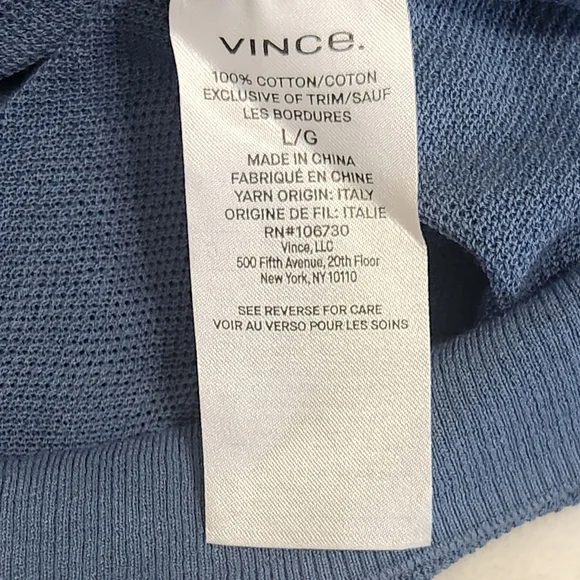 VINCE.
100% COTTON/COTON
EXCLUSIVE OF TRIM/SAUF
LES BORDURES
L/G
MADE IN CHINA
FABRIQUÉ EN CHINE
YARN ORIGIN: ITALY
ORIGINE DE FIL: ITALIE
RN#106730
Vince, LLC
500 Fifth Avenue, 20th Floor
New York, NY 10110
SEE REVERSE FOR CARE
VOIR AU VERSO POUR LES SOINS